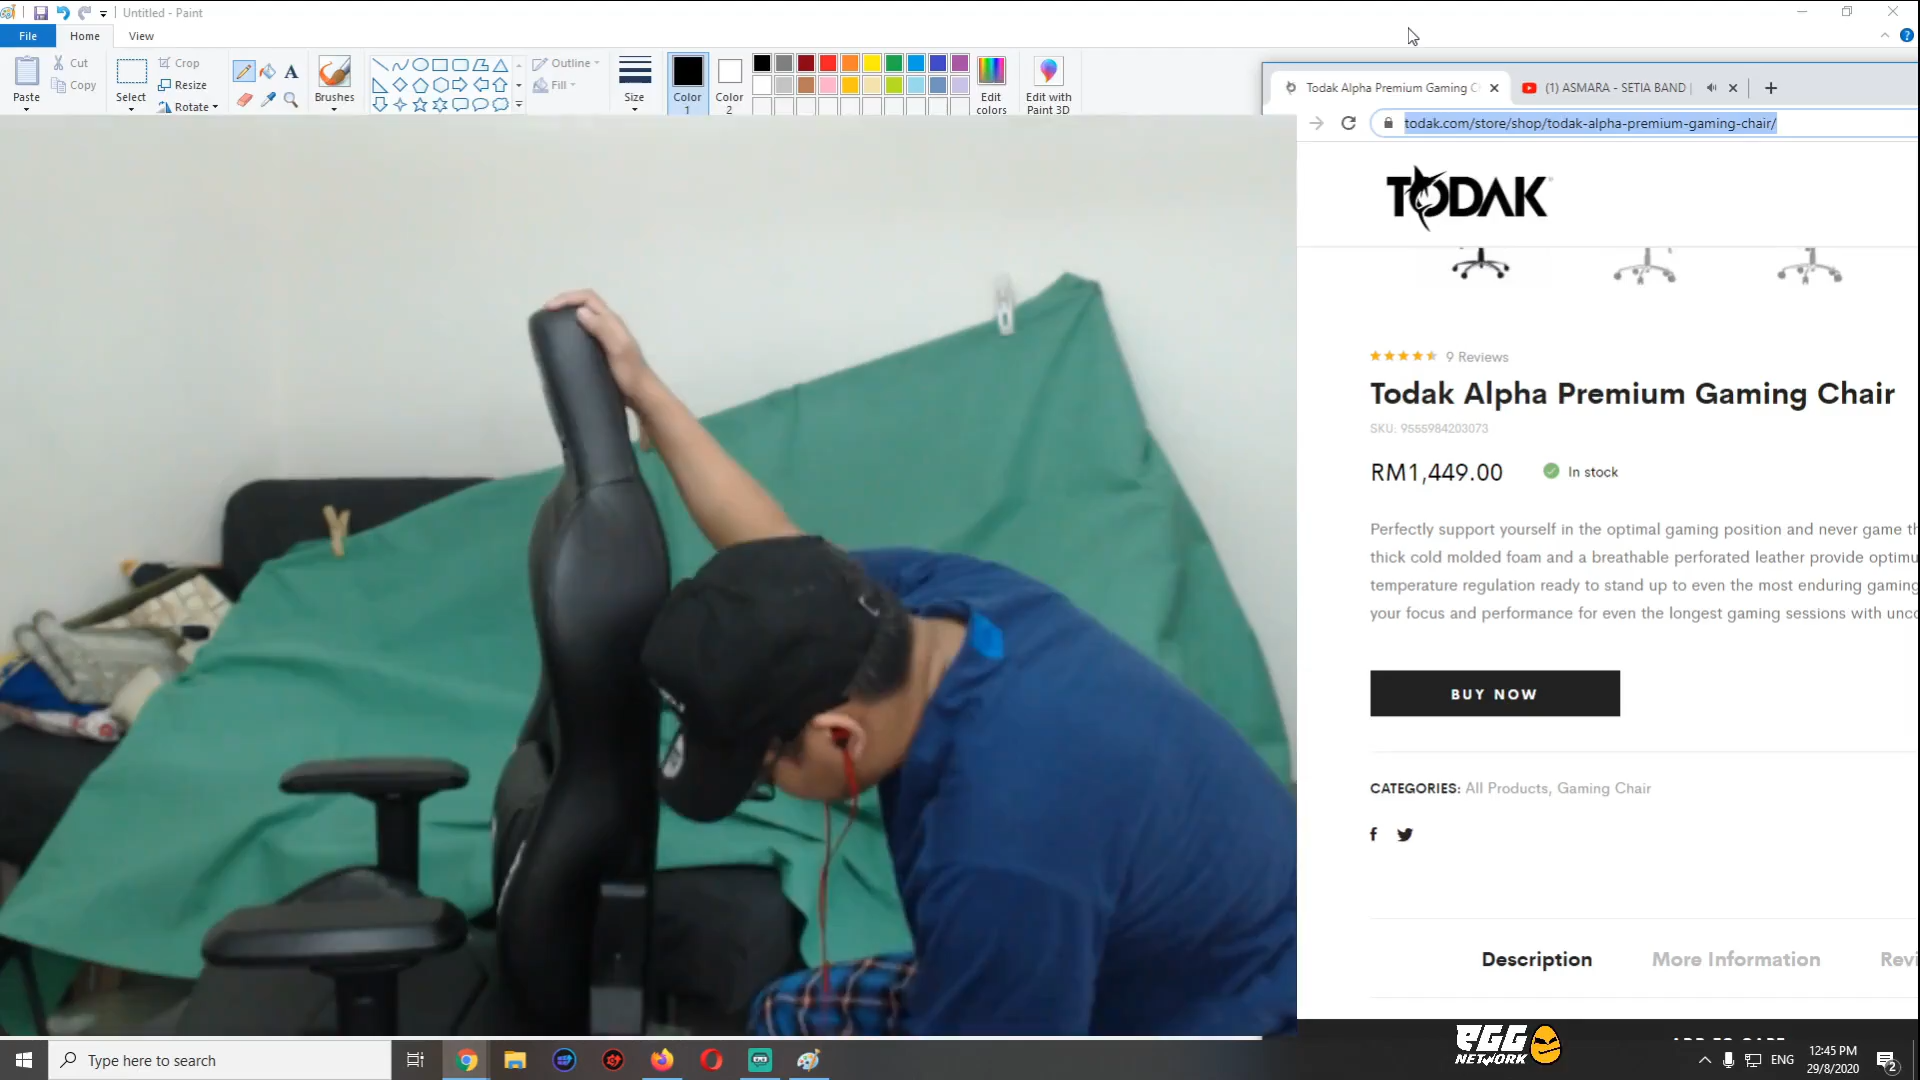 Untitled - Paint
File
Home
View
Paste
Cut
Copy
Select
Crop
Resize
Rotate
A
Brushes
Outline
Fill
Size
Color
1
Color
2
Edit
colors
Edit with
Paint 3D
Todak Alpha Premium Gaming C
(1) ASMARA - SETIA BAND
todak.com/store/shop/todak-alpha-premium-gaming-chair/
TODAK
9 Reviews
Todak Alpha Premium Gaming Chair
SKU: 9555984203073
RM1,449.00
In stock
Perfectly support yourself in the optimal gaming position and never game th
thick cold molded foam and a breathable perforated leather provide optimu
temperature regulation ready to stand up to even the most enduring gaming
your focus and performance for even the longest gaming sessions with unco
BUY NOW
CATEGORIES: All Products, Gaming Chair
Description
More Information
Revi
EGG
NETWORK
Type here to search
ENG
12:45 PM
29/8/2020
2